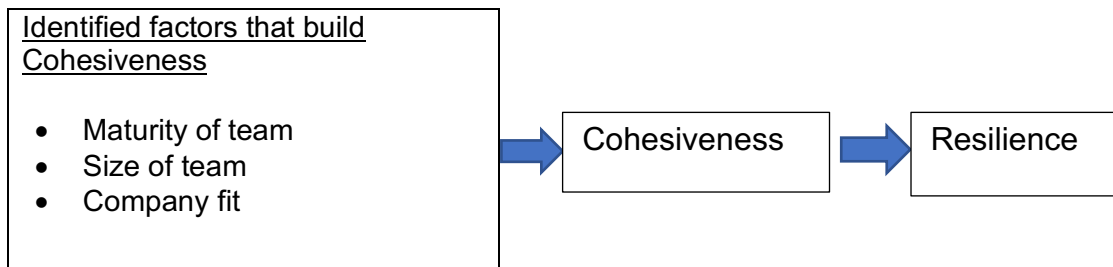 Identified factors that build
Cohesiveness
• Maturity of team
• Size of team
• Company fit
Cohesiveness
Resilience